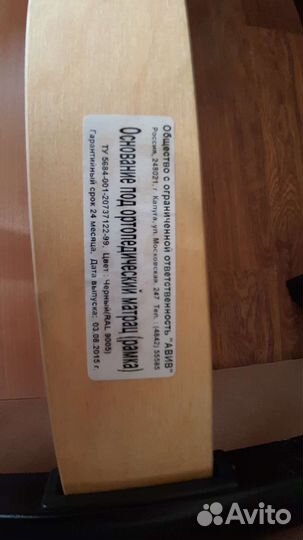 Общество с ограниченной ответственность "АВИВ"
Россия, 248021,г. Калуга, ул. Московская, 247 Тел. (4842) 55585
Основание под ортопедический матрац (рамка)
ТУ 5684-001-20737122-99, Цвет : Черный(RAL 9005)
Гарантийный срок 24 месяца, Дата выпуска: 03.08.2015 г.
Avito